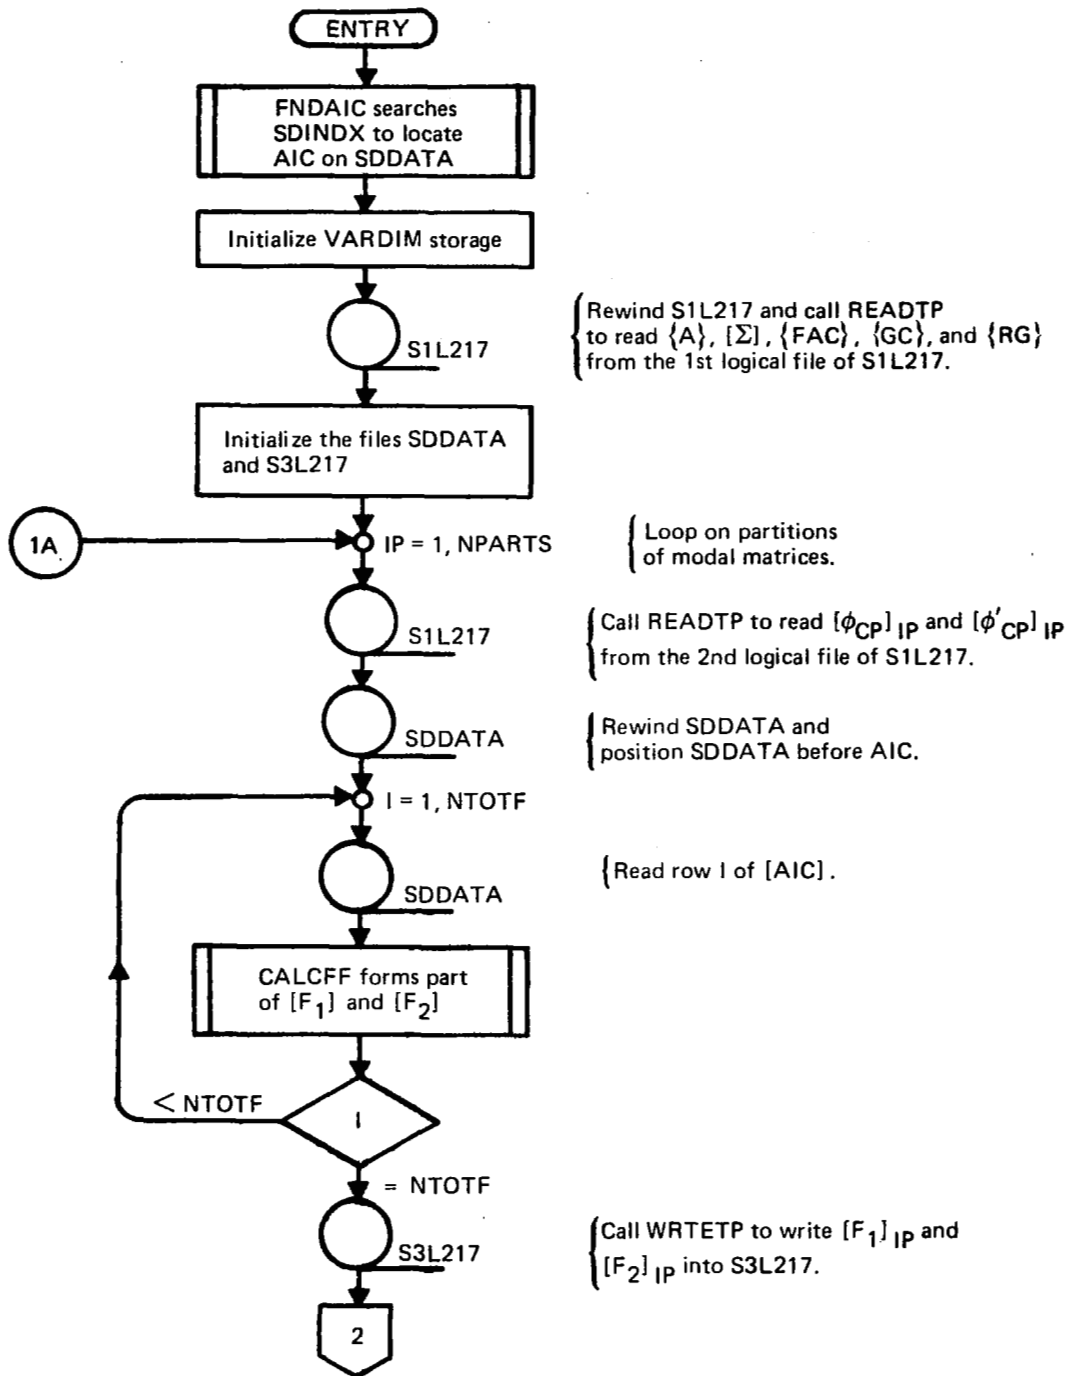 ENTRY
FNDAIC searches
SDINDX to locate
AIC on SDDATA
Initialize VARDIM storage
S1L217
{Rewind S1L217 and call READTP
to read {A}, [Σ], {FAC}, {GC}, and {RG}
from the 1st logical file of S1L217.
Initialize the files SDDATA
and S3L217
1A
IP = 1, NPARTS
{Loop on partitions
of modal matrices.
S1L217
{Call READTP to read [ϕCP] IP and [ϕ'CP] IP
from the 2nd logical file of S1L217.
SDDATA
{Rewind SDDATA and
position SDDATA before AIC.
I = 1, NTOTF
SDDATA
{Read row I of [AIC].
CALCFF forms part
of [F1] and [F2]
< NTOTF
I
= NTOTF
S3L217
{Call WRTETP to write [F1] IP and
[F2] IP into S3L217.
2